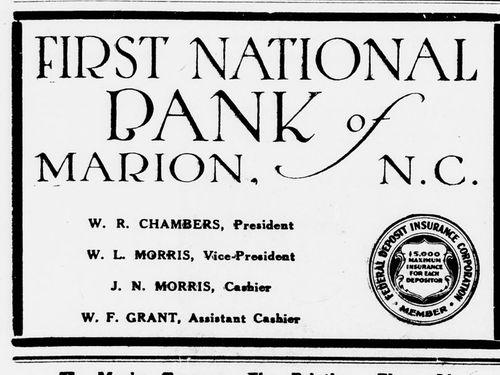 FIRST NATIONAL
BANK of
MARION, N.C.
W. R. CHAMBERS, President
W. L. MORRIS, Vice-President
J. N. MORRIS, Cashier
W. F. GRANT, Assistant Cashier
FEDERAL DEPOSIT INSURANCE CORPORATION
$5,000
MAXIMUM
INSURANCE
FOR EACH
DEPOSITOR
MEMBER